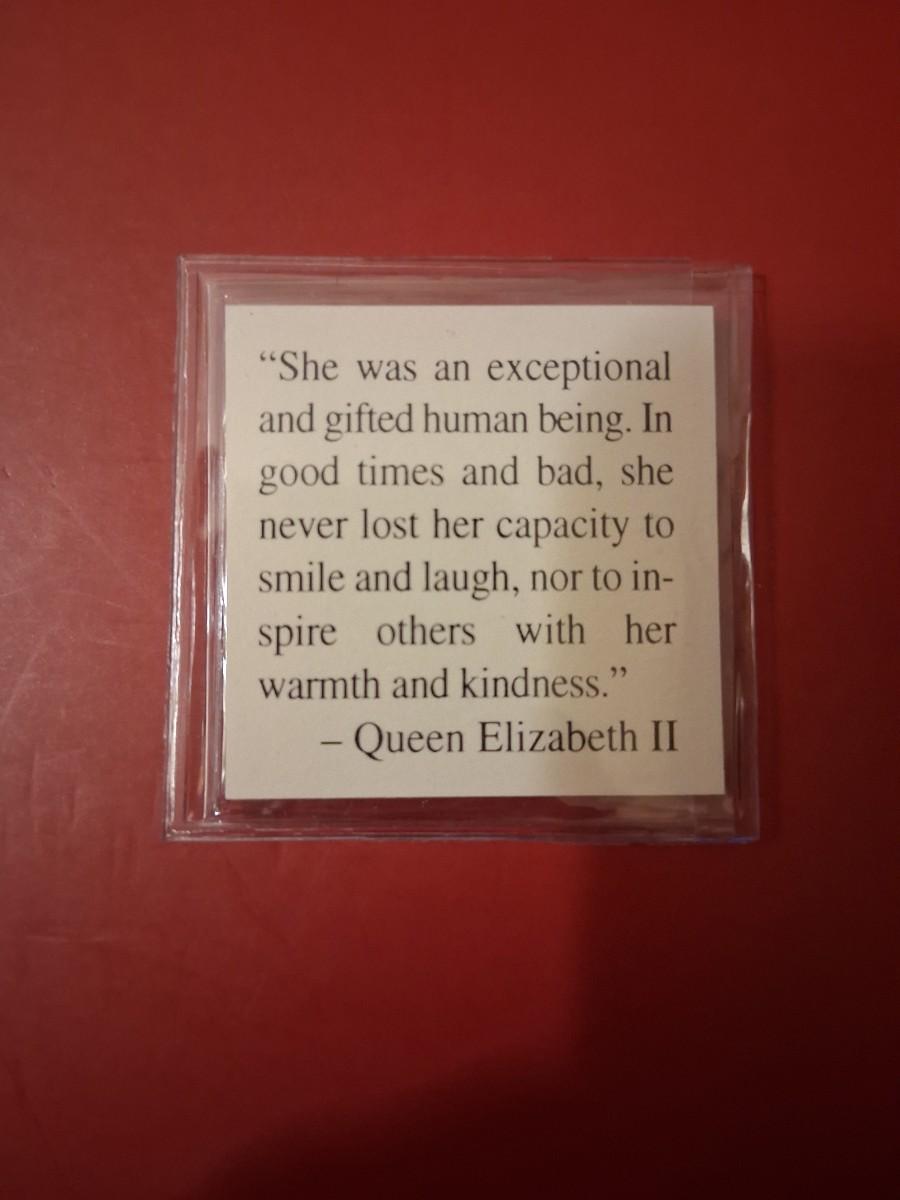 “She was an exceptional
and gifted human being. In
good times and bad, she
never lost her capacity to
smile and laugh, nor to in-
spire others with her
warmth and kindness.”
– Queen Elizabeth II